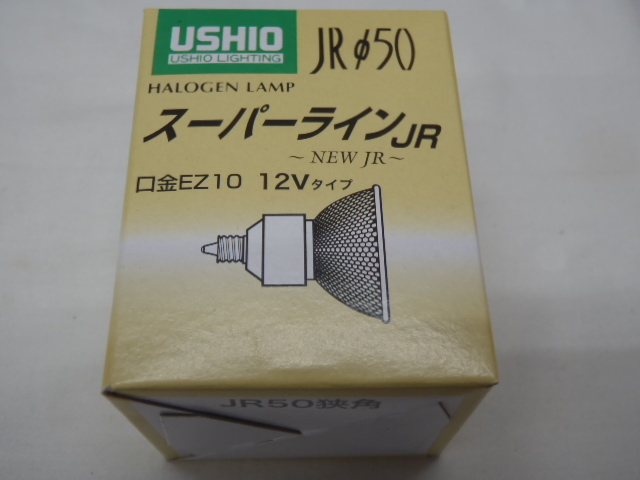 USHIO
USHIO LIGHTING
JRφ50
HALOGEN LAMP
スーパーラインJR
～NEW JR～
口金EZ10 12Vタイプ
JR50狭角